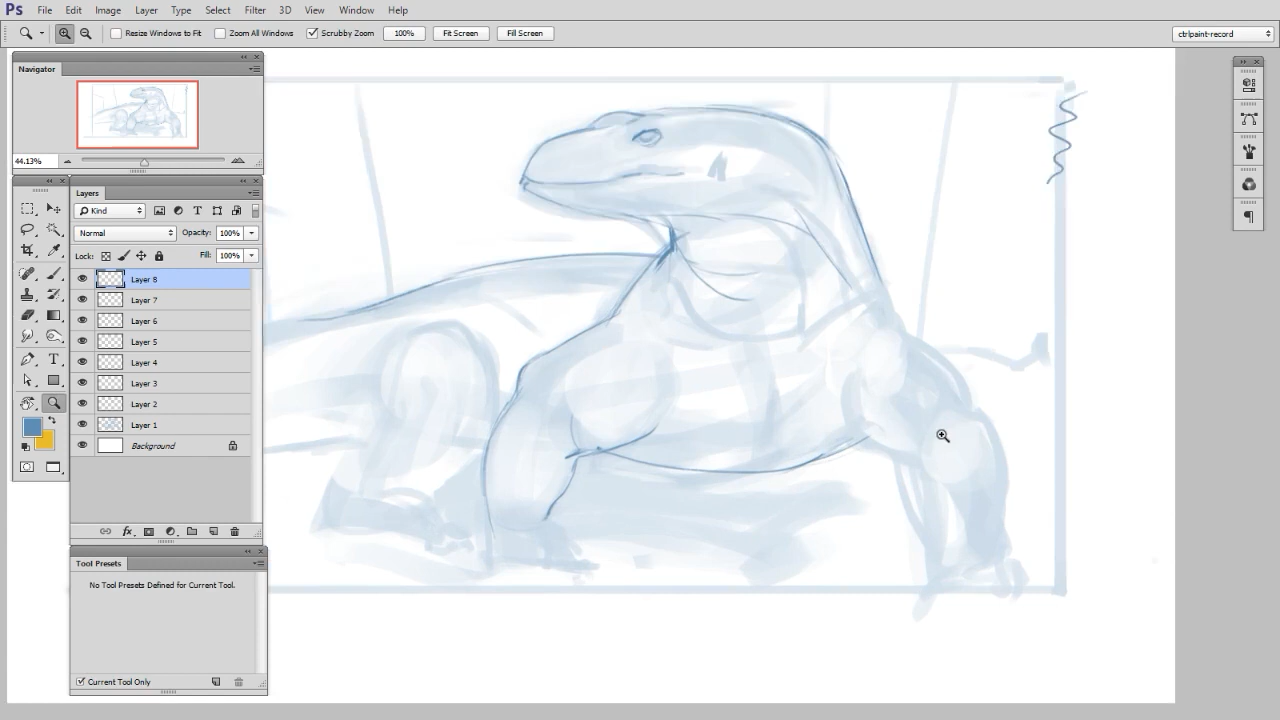 Ps File Edit Image Layer Type Select Filter 3D View Window Help
Resize Windows to Fit Zoom All Windows Scrubby Zoom 100% Fit Screen Fill Screen ctrlpaint-record
Navigator
44.13%
Layers
Kind
Normal Opacity: 100%
Lock: Fill: 100%
Layer 8
Layer 7
Layer 6
Layer 5
Layer 4
Layer 3
Layer 2
Layer 1
Background
Tool Presets
No Tool Presets Defined for Current Tool.
Current Tool Only